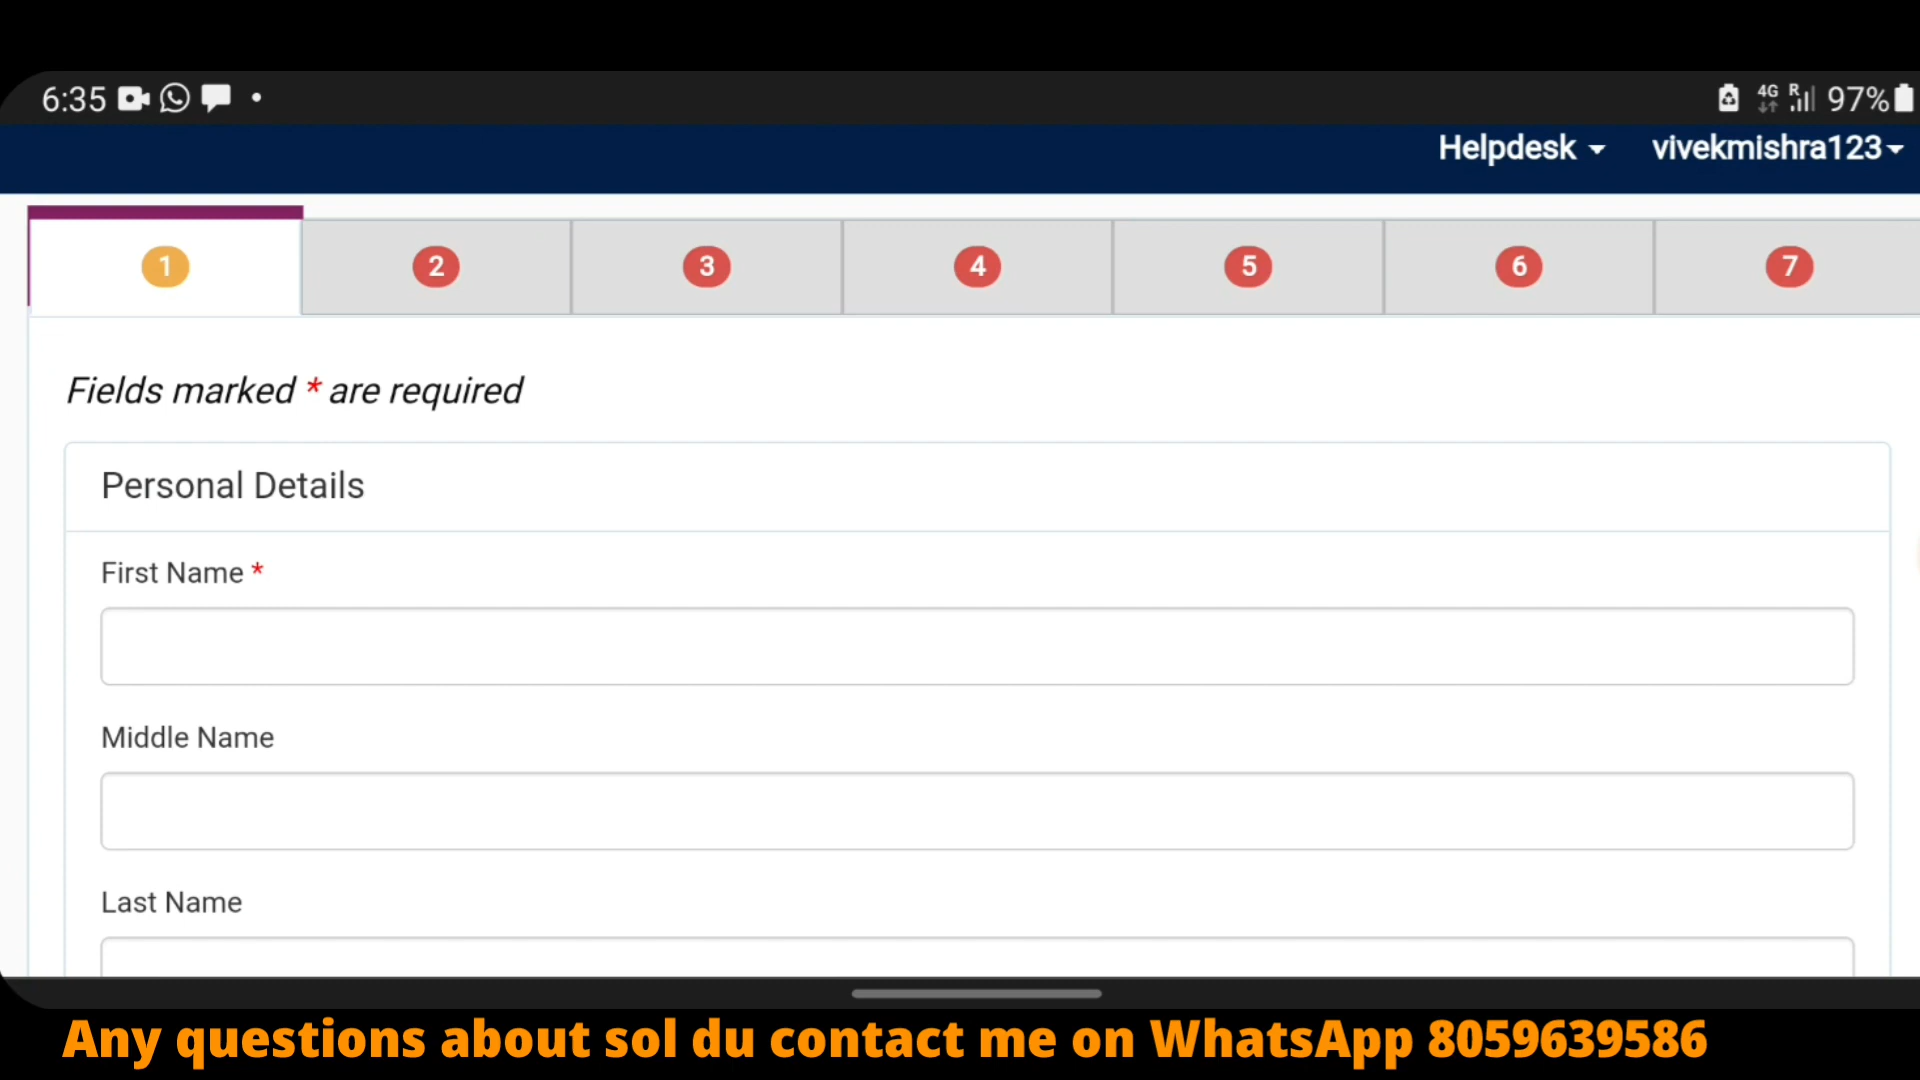 6:35 4G R 97%
Helpdesk vivekmishra123
1 2 3 4 5 6 7
Fields marked * are required
Personal Details
First Name *
Middle Name
Last Name
Any questions about sol du contact me on WhatsApp 8059639586